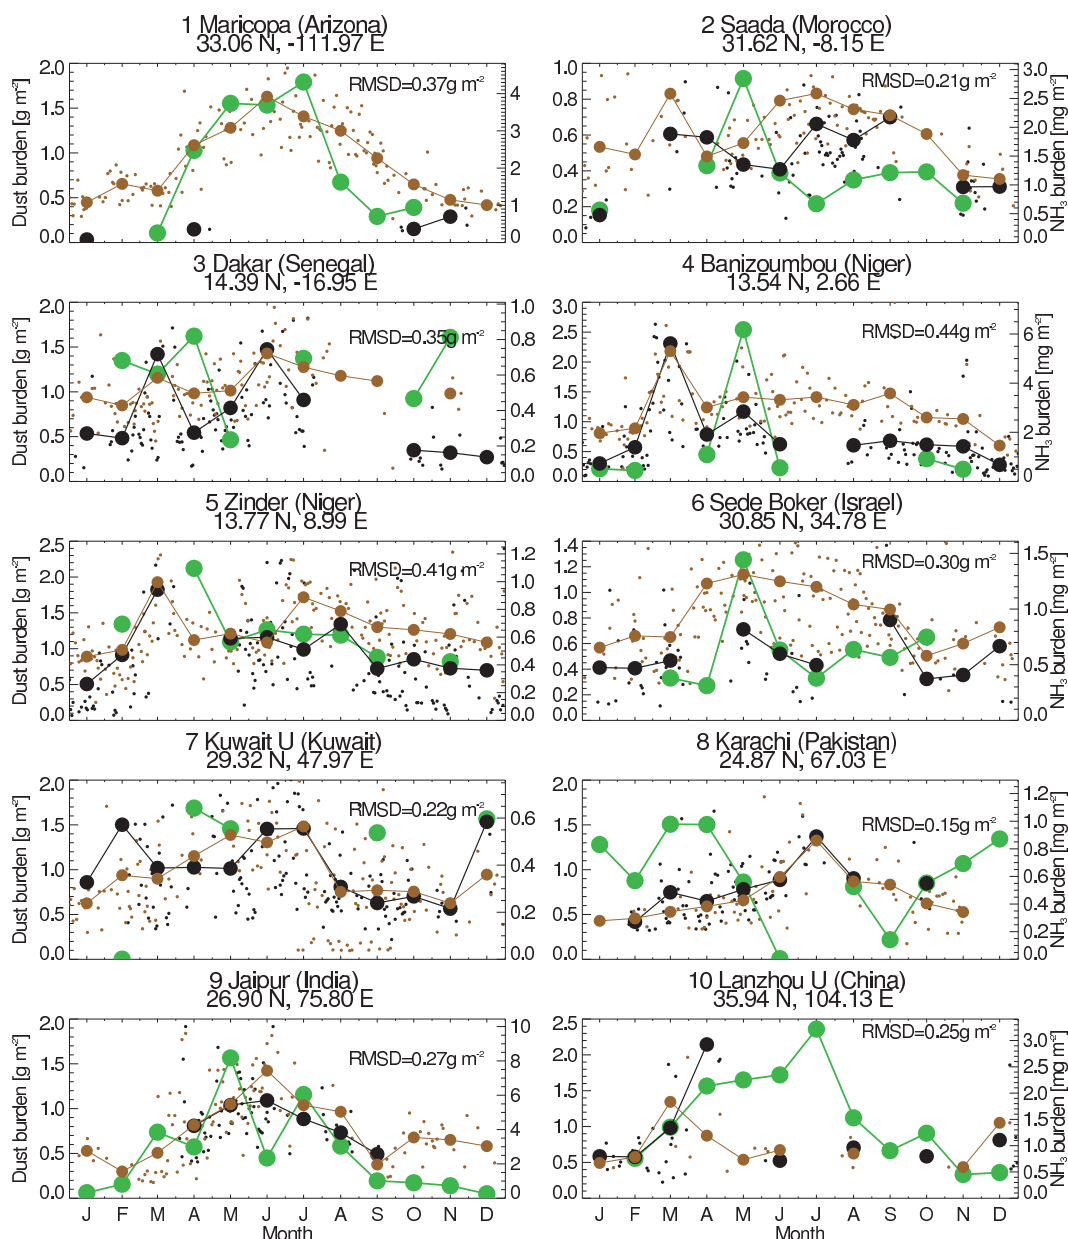 1 Maricopa (Arizona)
33.06 N, -111.97 E
2 Saada (Morocco)
31.62 N, -8.15 E
Dust burden [g m-2]
2.0
1.5
1.0
0.5
0.0
RMSD=0.37g m-2
4
3
2
1
0
1.0
0.8
0.6
0.4
0.2
0.0
RMSD=0.21g m-2
3.0
2.5
2.0
1.5
1.0
0.5
0.0
NH3 burden [mg m-2]
3 Dakar (Senegal)
14.39 N, -16.95 E
4 Banizoumbou (Niger)
13.54 N, 2.66 E
Dust burden [g m-2]
2.0
1.5
1.0
0.5
0.0
RMSD=0.35g m-2
1.0
0.8
0.6
0.4
0.2
0.0
3.0
2.5
2.0
1.5
1.0
0.5
0.0
RMSD=0.44g m-2
6
4
2
0
NH3 burden [mg m-2]
5 Zinder (Niger)
13.77 N, 8.99 E
6 Sede Boker (Israel)
30.85 N, 34.78 E
Dust burden [g m-2]
2.5
2.0
1.5
1.0
0.5
0.0
RMSD=0.41g m-2
1.2
1.0
0.8
0.6
0.4
0.2
0.0
1.4
1.2
1.0
0.8
0.6
0.4
0.2
0.0
RMSD=0.30g m-2
1.5
1.0
0.5
0.0
NH3 burden [mg m-2]
7 Kuwait U (Kuwait)
29.32 N, 47.97 E
8 Karachi (Pakistan)
24.87 N, 67.03 E
Dust burden [g m-2]
2.0
1.5
1.0
0.5
0.0
RMSD=0.22g m-2
0.6
0.4
0.2
0.0
2.0
1.5
1.0
0.5
0.0
RMSD=0.15g m-2
1.2
1.0
0.8
0.6
0.4
0.2
0.0
NH3 burden [mg m-2]
9 Jaipur (India)
26.90 N, 75.80 E
10 Lanzhou U (China)
35.94 N, 104.13 E
Dust burden [g m-2]
2.0
1.5
1.0
0.5
0.0
RMSD=0.27g m-2
10
8
6
4
2
0
2.5
2.0
1.5
1.0
0.5
0.0
RMSD=0.25g m-2
3.0
2.5
2.0
1.5
1.0
0.5
0.0
NH3 burden [mg m-2]
J F M A M J J A S O N D
Month
J F M A M J J A S O N D
Month